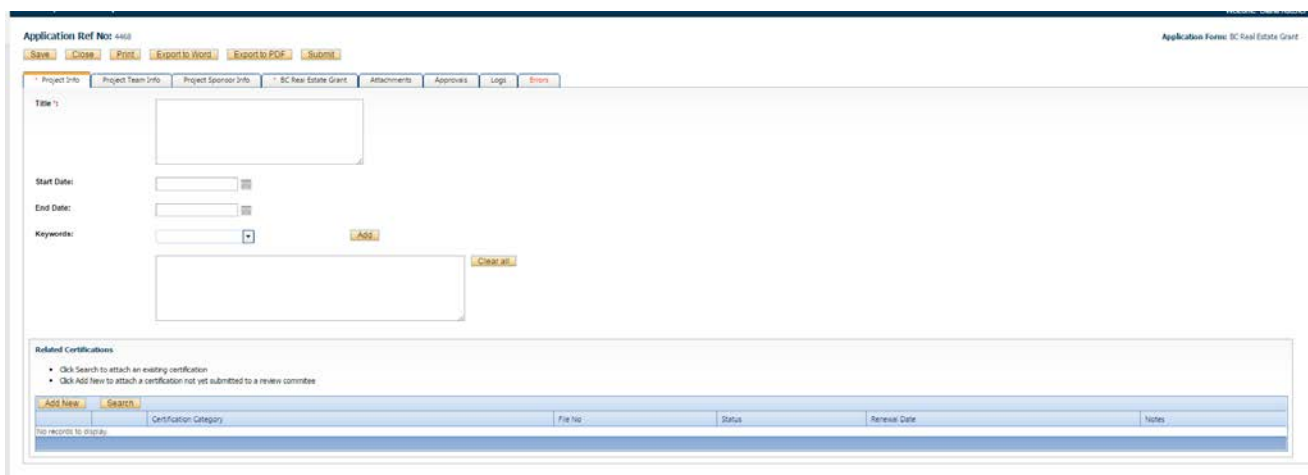 Application Ref No: 4468
Application Form: BC Real Estate Grant
Save Close Print Export to Word Export to PDF Submit
* Project Info Project Team Info Project Sponsor Info * BC Real Estate Grant Attachments Approvals Logs Errors
Title *:
Start Date:
End Date:
Keywords: Add
Clear all
Related Certifications
• Click Search to attach an existing certification
• Click Add New to attach a certification not yet submitted to a review commitee
Add New Search
Certification Category File No Status Renewal Date Notes
No records to display.